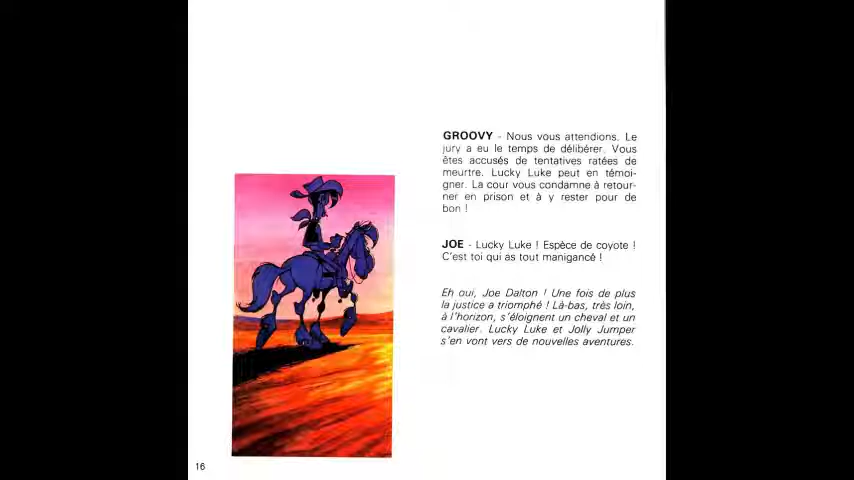 GROOVY - Nous vous attendions. Le
jury a eu le temps de délibérer. Vous
êtes accusés de tentatives ratées de
meurtre. Lucky Luke peut en témoi-
gner. La cour vous condamne à retour-
ner en prison et à y rester pour de
bon !
JOE - Lucky Luke ! Espèce de coyote !
C'est toi qui as tout manigancé !
Eh oui, Joe Dalton ! Une fois de plus
la justice a triomphé ! Là-bas, très loin,
à l'horizon, s'éloignent un cheval et un
cavalier. Lucky Luke et Jolly Jumper
s'en vont vers de nouvelles aventures.
16